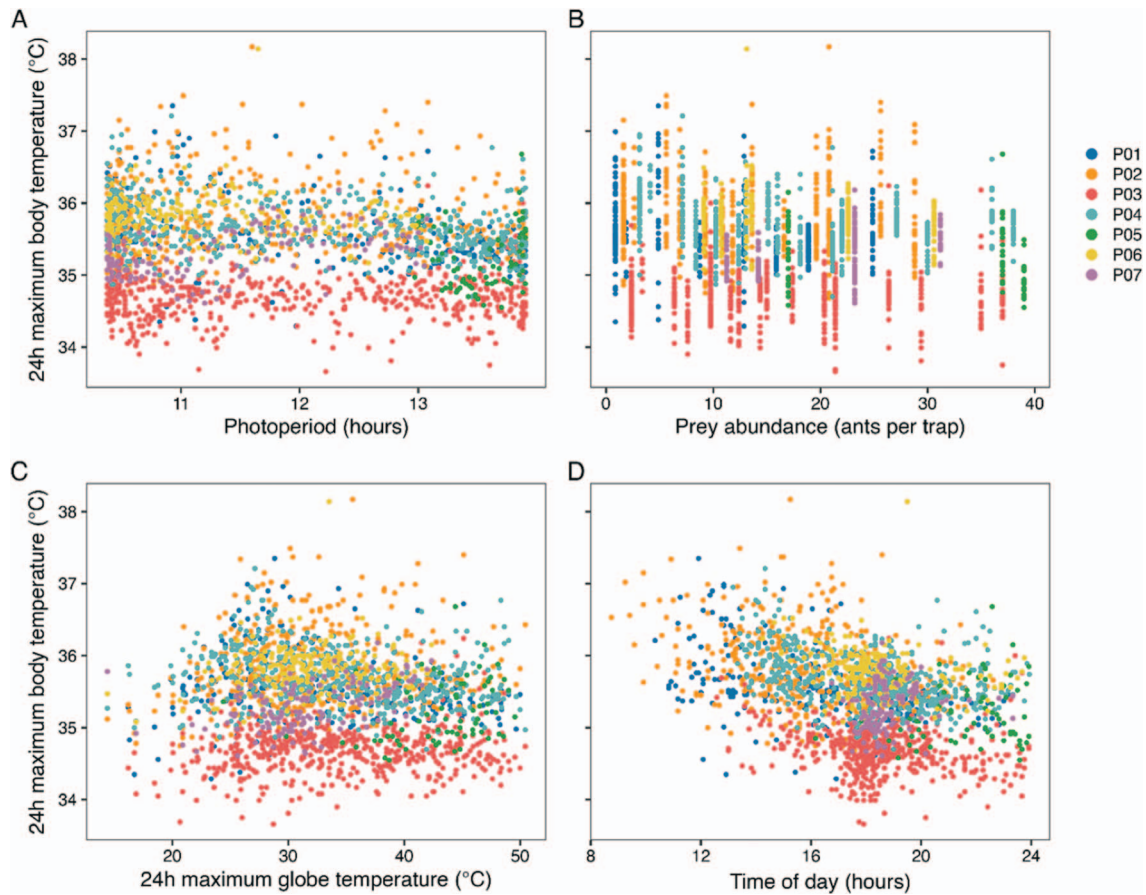 A
B
24h maximum body temperature (°C)
38
37
36
35
34
11
12
13
Photoperiod (hours)
0
10
20
30
40
Prey abundance (ants per trap)
P01
P02
P03
P04
P05
P06
P07
C
D
24h maximum body temperature (°C)
38
37
36
35
34
20
30
40
50
24h maximum globe temperature (°C)
8
12
16
20
24
Time of day (hours)